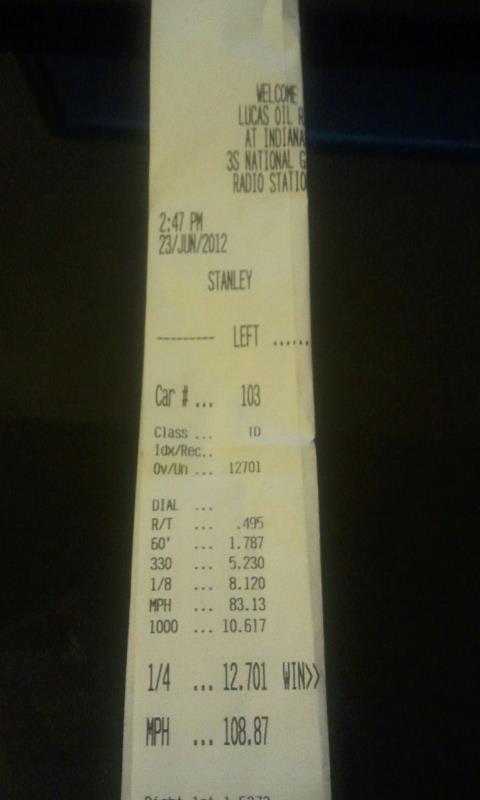 WELCOME
LUCAS OIL R
AT INDIANA
3S NATIONAL G
RADIO STATIO
2:47 PM
23/JUN/2012
STANLEY
--------- LEFT ......
Car # ... 103
Class ... TD
Idx/Rec..
Ov/Un ... 12701
DIAL ...
R/T ... .495
60' ... 1.787
330 ... 5.230
1/8 ... 8.120
MPH ... 83.13
1000 ... 10.617
1/4 ... 12.701 WIN>>
MPH ... 108.87